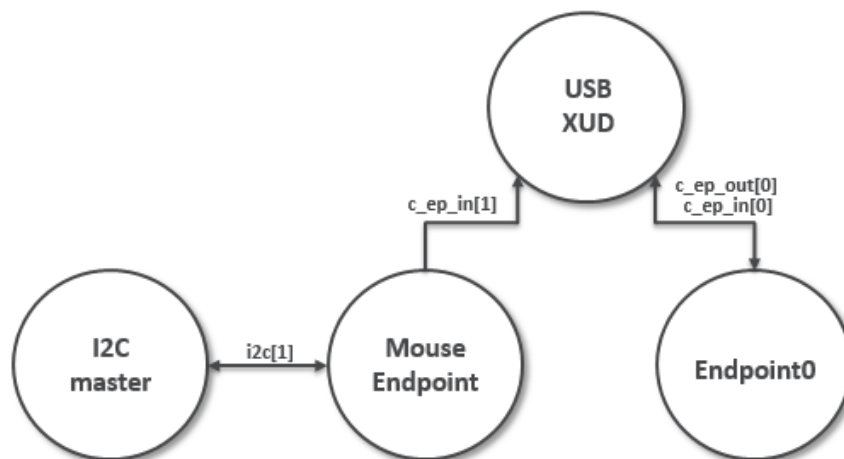 USB
XUD
c_ep_out[0]
c_ep_in[1]
c_ep_in[0]
I2C
master
i2c[1]
Mouse
Endpoint
Endpoint0